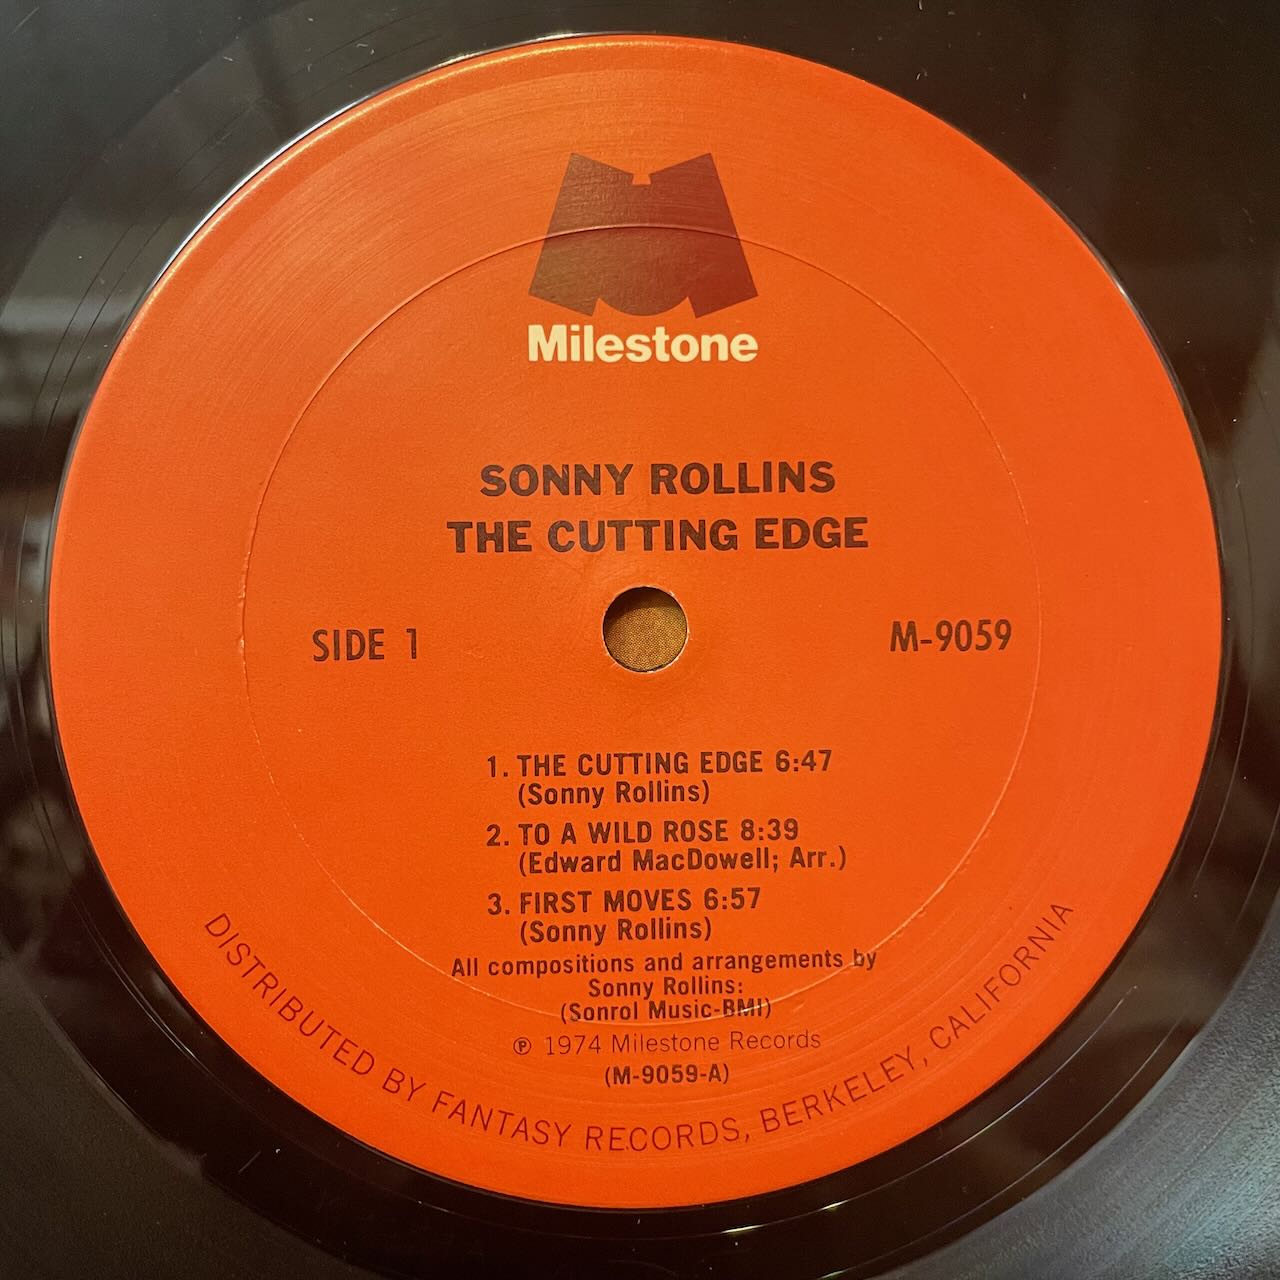 Milestone
SONNY ROLLINS
THE CUTTING EDGE
SIDE 1
M-9059
1. THE CUTTING EDGE 6:47
(Sonny Rollins)
2. TO A WILD ROSE 8:39
(Edward MacDowell; Arr.)
3. FIRST MOVES 6:57
(Sonny Rollins)
All compositions and arrangements by
Sonny Rollins:
(Sonrol Music-BMI)
℗ 1974 Milestone Records
(M-9059-A)
DISTRIBUTED BY FANTASY RECORDS, BERKELEY, CALIFORNIA